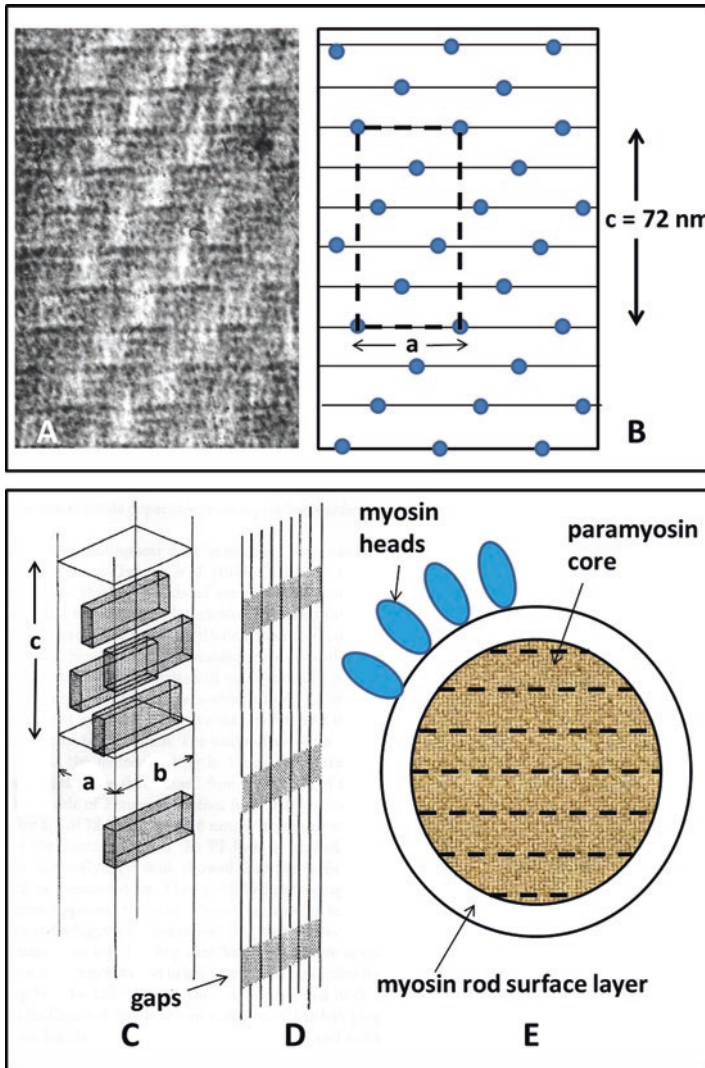 A
B
c = 72 nm
a
myosin
heads
paramyosin
core
c
a
b
gaps
myosin rod surface layer
C
D
E